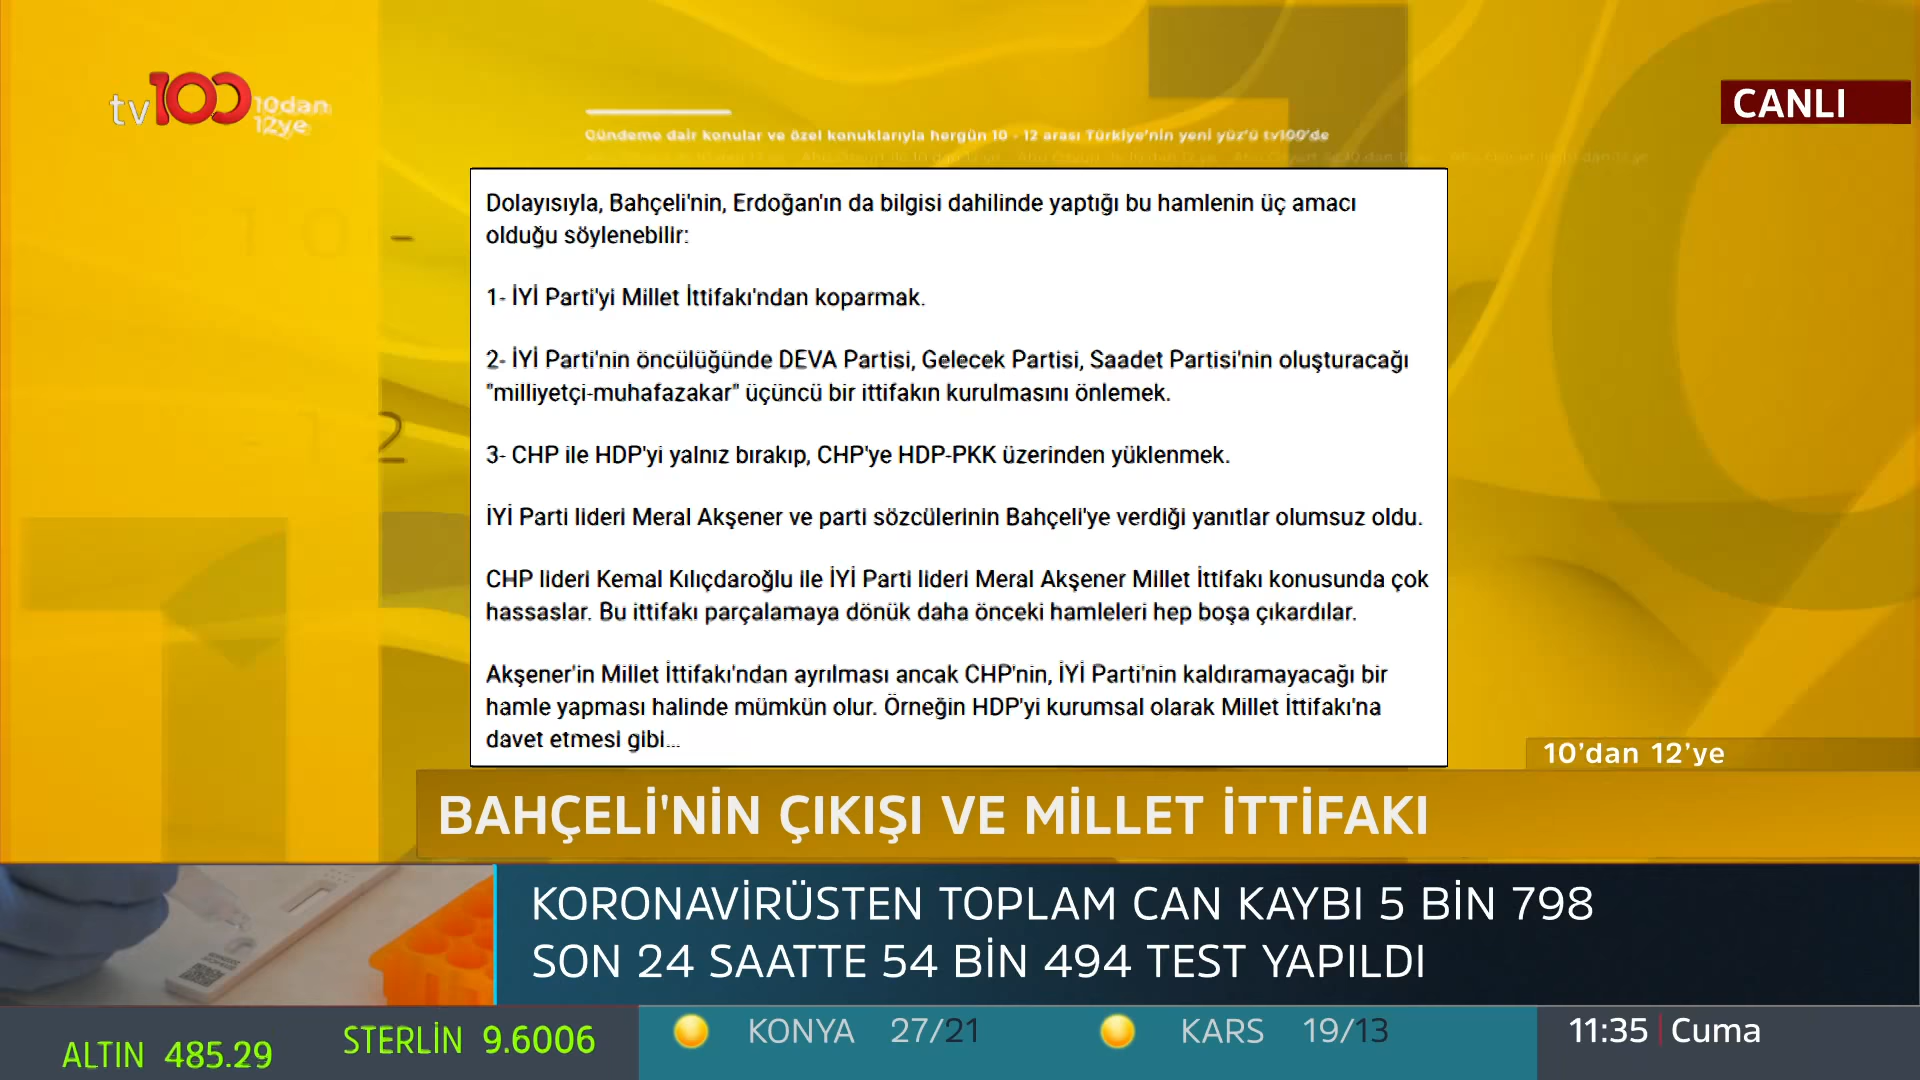 tv100
10dan
12ye
CANLI
Gündeme dair konular ve özel konuklarıyla hergün 10 - 12 arası Türkiye'nin yeni yüz'ü tv100'de
Dolayısıyla, Bahçeli'nin, Erdoğan'ın da bilgisi dahilinde yaptığı bu hamlenin üç amacı
olduğu söylenebilir:
1- İYİ Parti'yi Millet İttifakı'ndan koparmak.
2- İYİ Parti'nin öncülüğünde DEVA Partisi, Gelecek Partisi, Saadet Partisi'nin oluşturacağı
"milliyetçi-muhafazakar" üçüncü bir ittifakın kurulmasını önlemek.
3- CHP ile HDP'yi yalnız bırakıp, CHP'ye HDP-PKK üzerinden yüklenmek.
İYİ Parti lideri Meral Akşener ve parti sözcülerinin Bahçeli'ye verdiği yanıtlar olumsuz oldu.
CHP lideri Kemal Kılıçdaroğlu ile İYİ Parti lideri Meral Akşener Millet İttifakı konusunda çok
hassaslar. Bu ittifakı parçalamaya dönük daha önceki hamleleri hep boşa çıkardılar.
Akşener'in Millet İttifakı'ndan ayrılması ancak CHP'nin, İYİ Parti'nin kaldıramayacağı bir
hamle yapması halinde mümkün olur. Örneğin HDP'yi kurumsal olarak Millet İttifakı'na
davet etmesi gibi...
10 -
- 12
10'dan 12'ye
BAHÇELİ'NİN ÇIKIŞI VE MİLLET İTTİFAKI
KORONAVİRÜSTEN TOPLAM CAN KAYBI 5 BİN 798
SON 24 SAATTE 54 BİN 494 TEST YAPILDI
ALTIN 485.29
STERLİN 9.6006
KONYA 27/21
KARS 19/13
11:35 Cuma